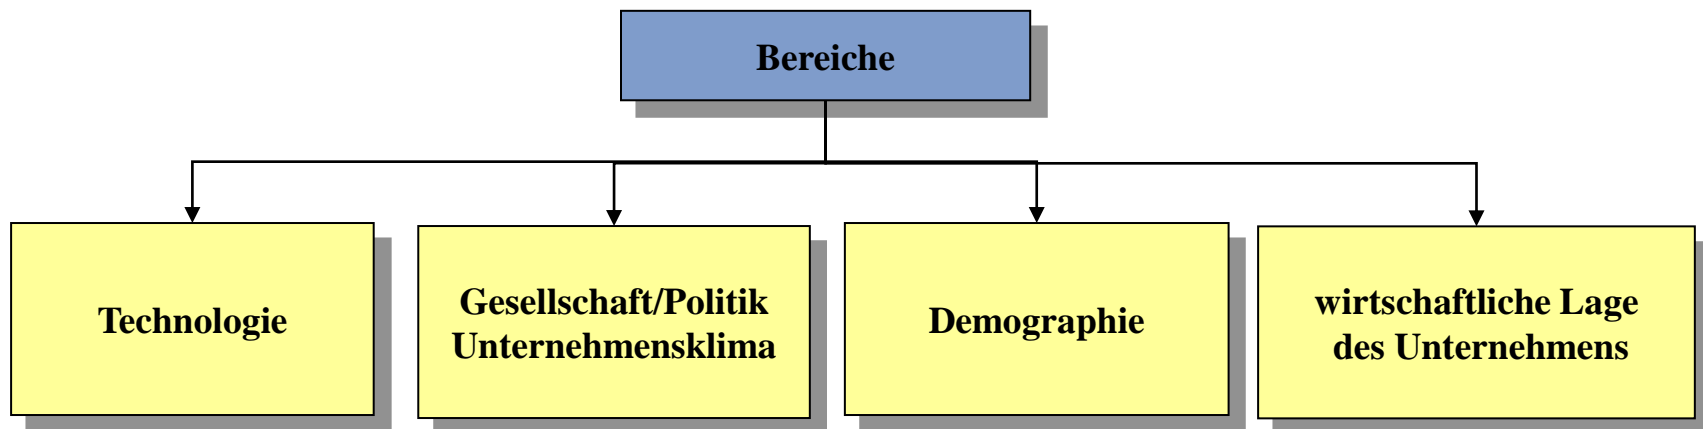 Bereiche
Technologie
Gesellschaft/Politik
Unternehmensklima
Demographie
wirtschaftliche Lage
des Unternehmens